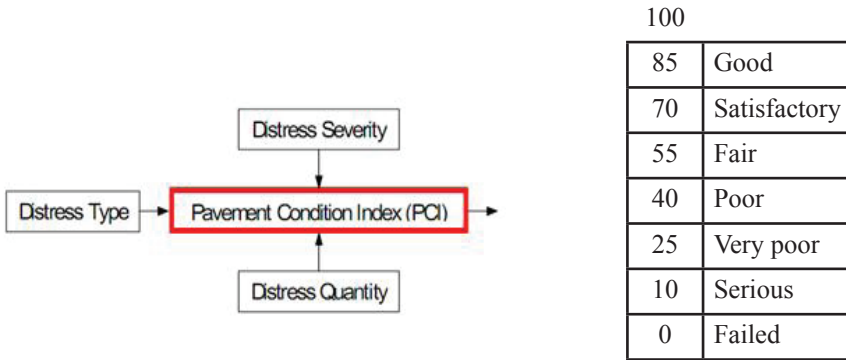 Distress Severity
Distress Type
Pavement Condition Index (PCI)
Distress Quantity
100
85 Good
70 Satisfactory
55 Fair
40 Poor
25 Very poor
10 Serious
0 Failed